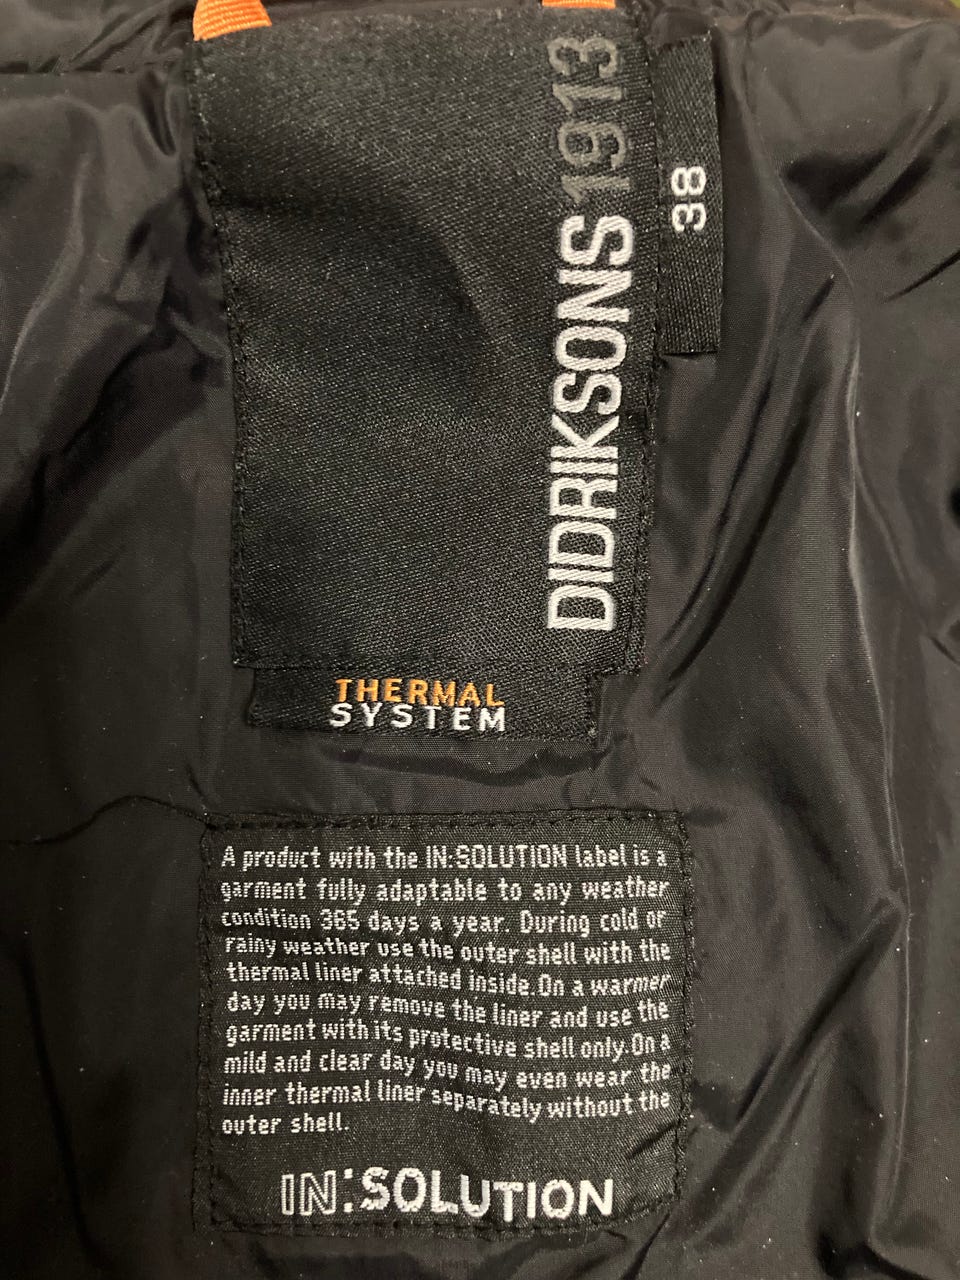 DIDRIKSONS1913
38
THERMAL
SYSTEM
A product with the IN:SOLUTION label is a
garment fully adaptable to any weather
condition 365 days a year. During cold or
rainy weather use the outer shell with the
thermal liner attached inside.On a warmer
day you may remove the liner and use the
garment with its protective shell only.On a
mild and clear day you may even wear the
inner thermal liner separately without the
outer shell.
IN:SOLUTION